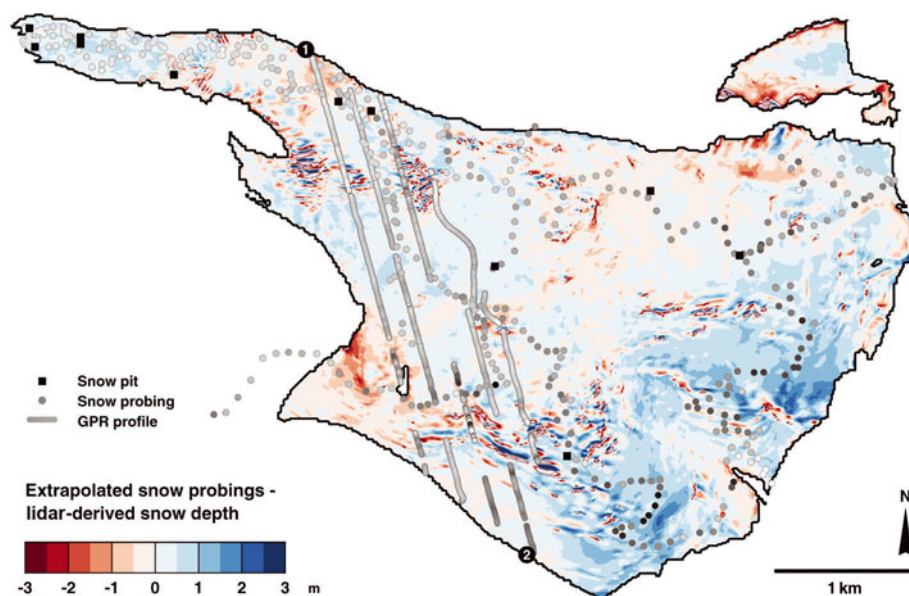 1
Snow pit
Snow probing
GPR profile
Extrapolated snow probings -
lidar-derived snow depth
-3 -2 -1 0 1 2 3 m
2
N
1 km